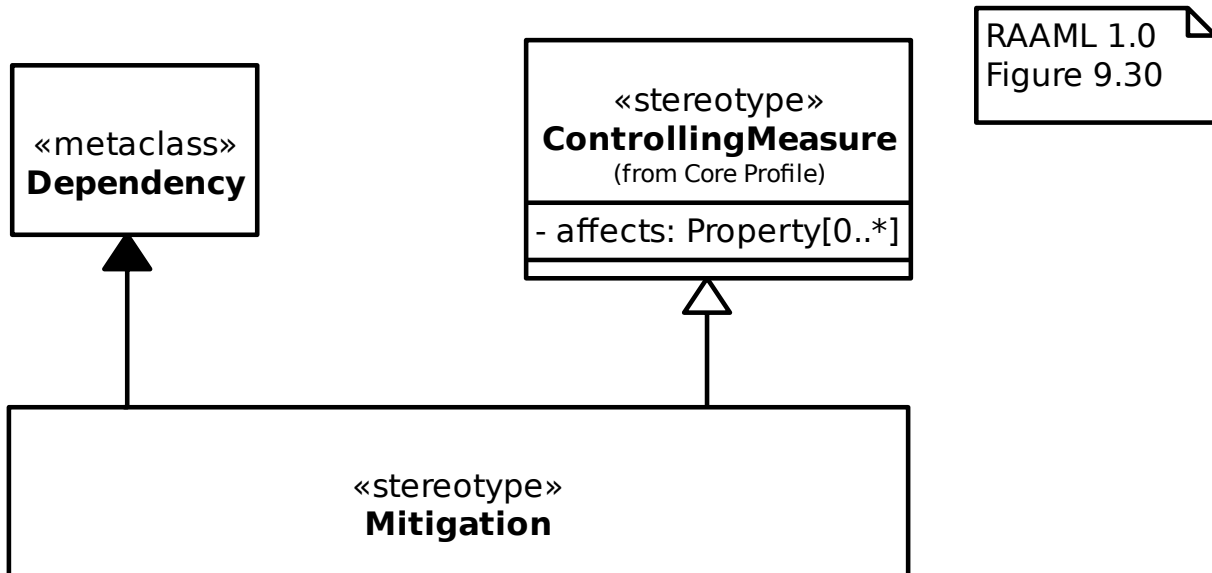 RAAML 1.0
Figure 9.30
«metaclass»
Dependency
«stereotype»
ControllingMeasure
(from Core Profile)
- affects: Property[0..*]
«stereotype»
Mitigation